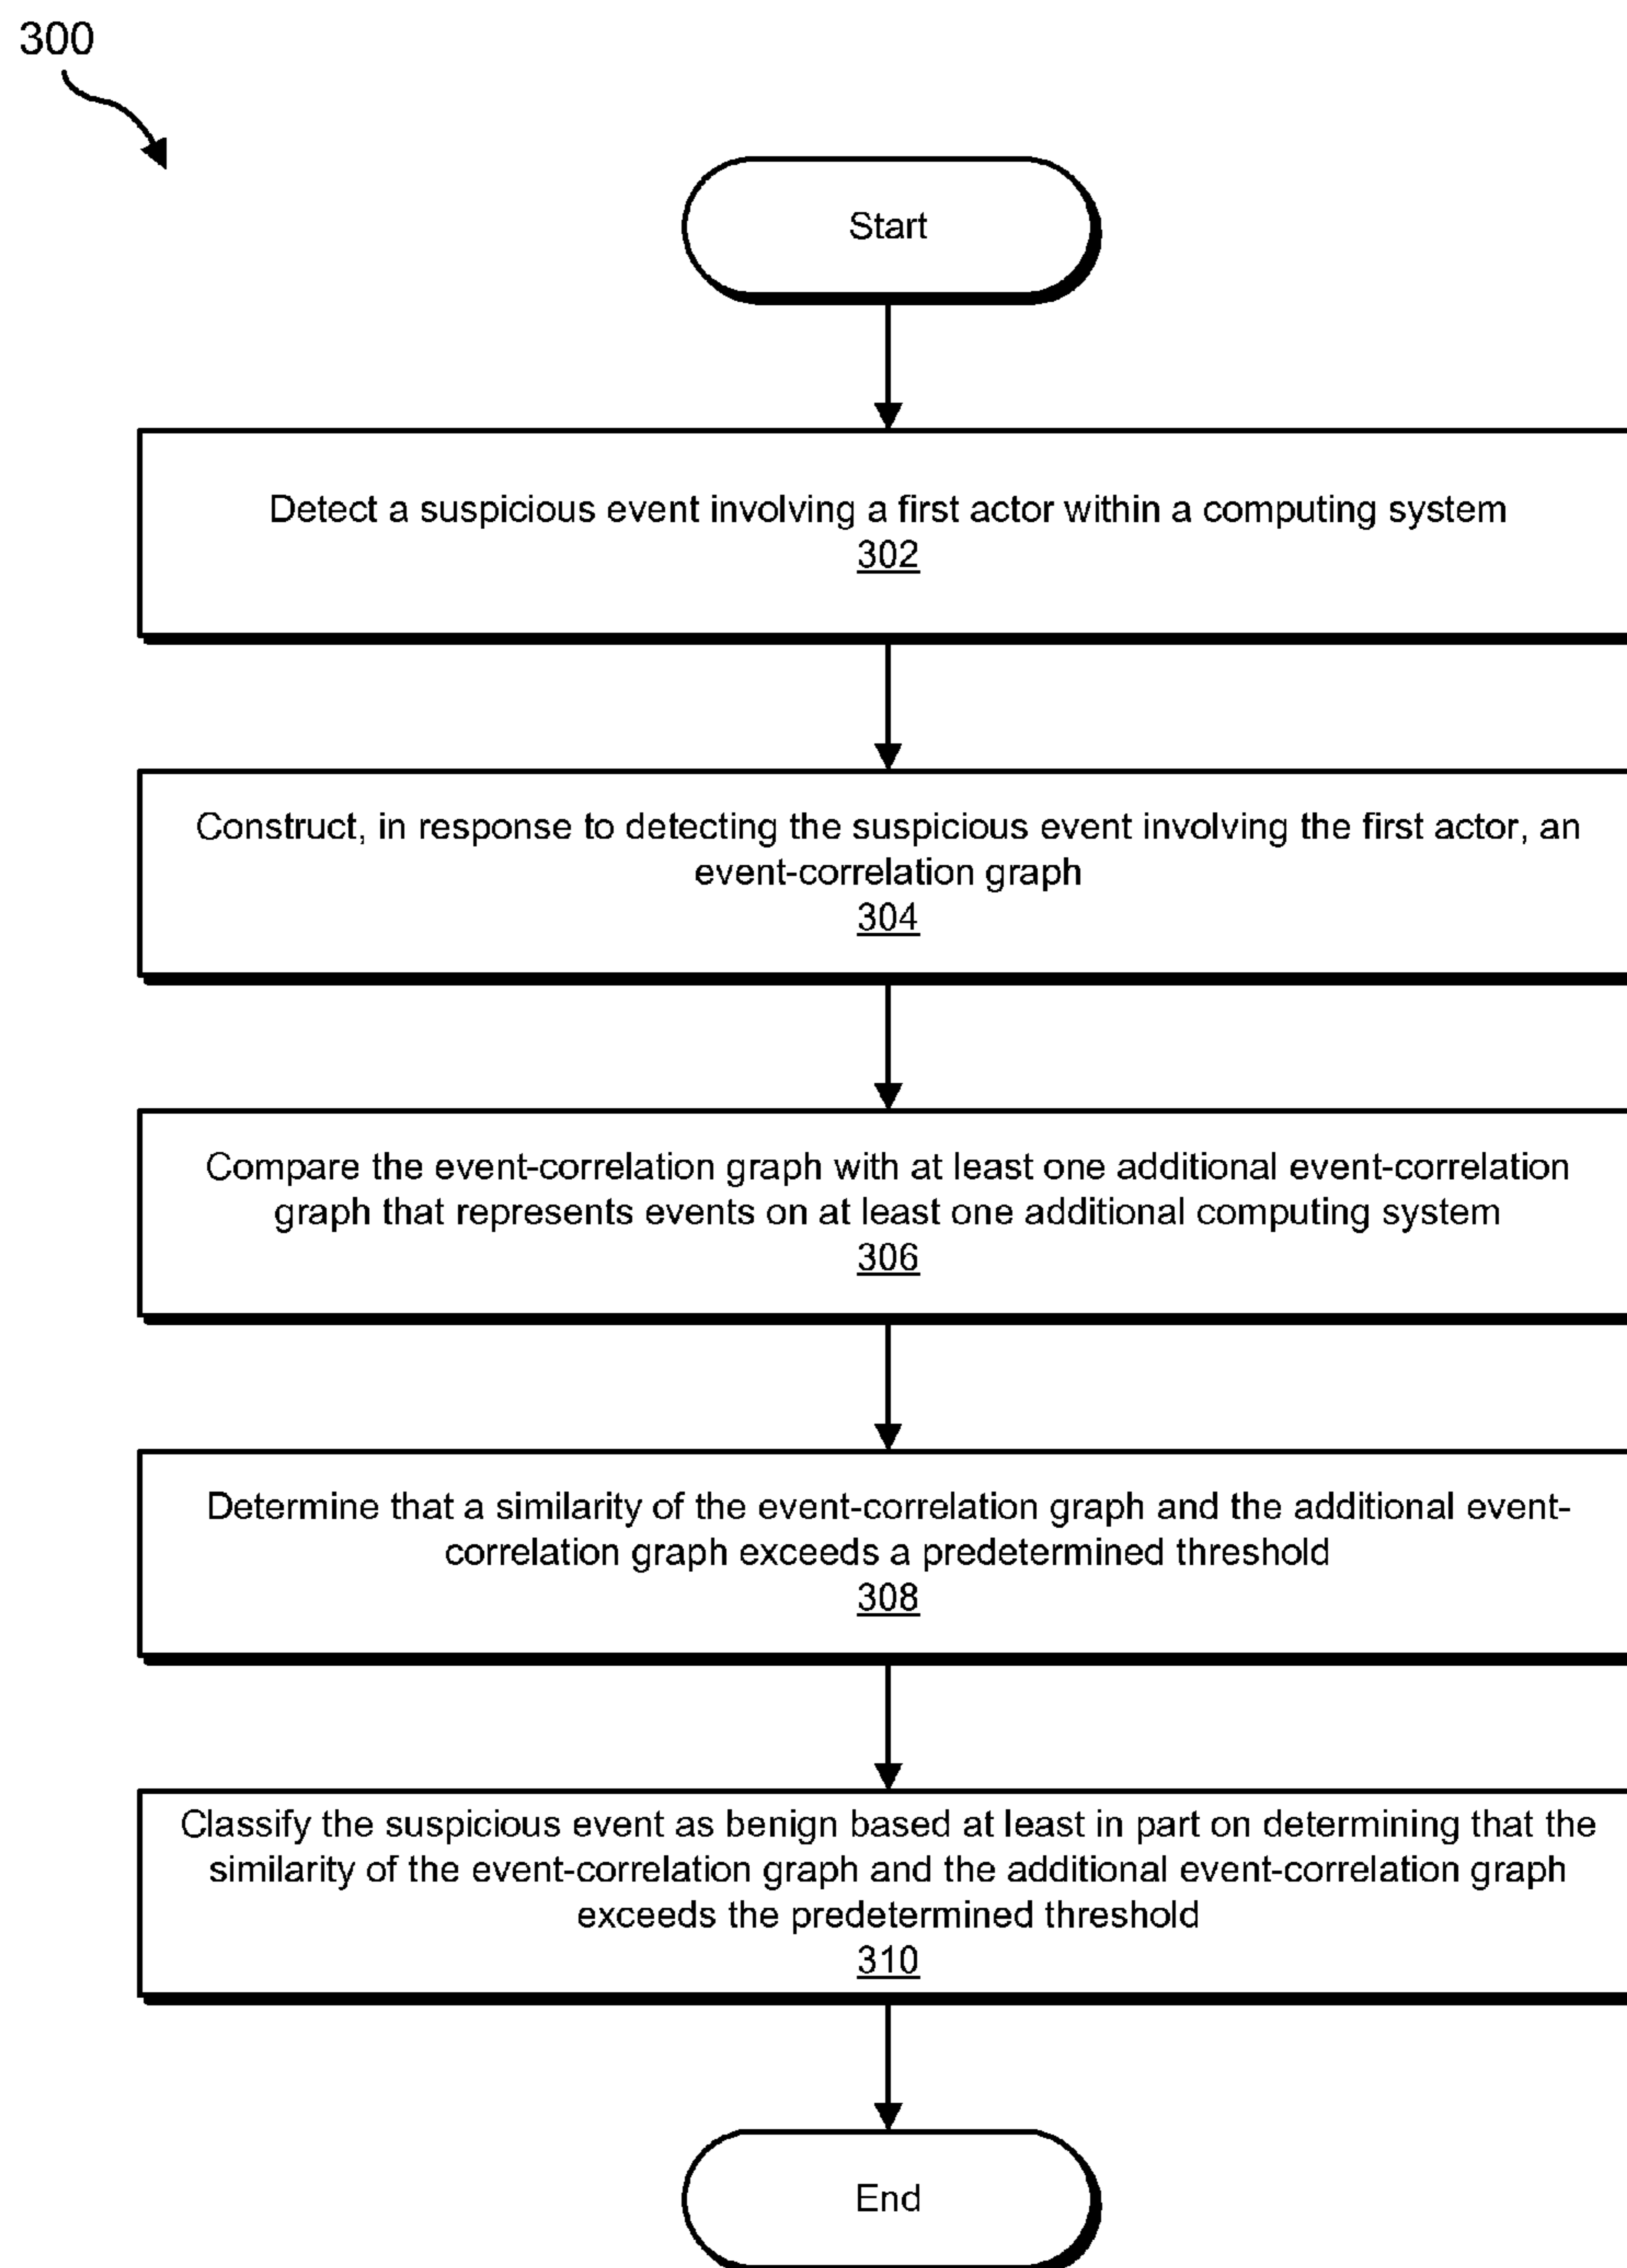 300
Start
Detect a suspicious event involving a first actor within a computing system
302
Construct, in response to detecting the suspicious event involving the first actor, an
event-correlation graph
304
Compare the event-correlation graph with at least one additional event-correlation
graph that represents events on at least one additional computing system
306
Determine that a similarity of the event-correlation graph and the additional event-
correlation graph exceeds a predetermined threshold
308
Classify the suspicious event as benign based at least in part on determining that the
similarity of the event-correlation graph and the additional event-correlation graph
exceeds the predetermined threshold
310
End